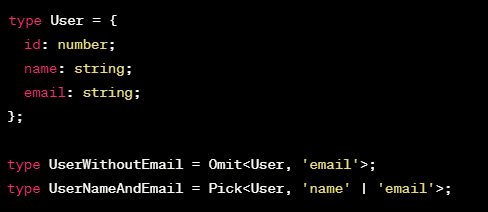 type User = {
  id: number;
  name: string;
  email: string;
};

type UserWithoutEmail = Omit<User, 'email'>;
type UserNameAndEmail = Pick<User, 'name' | 'email'>;